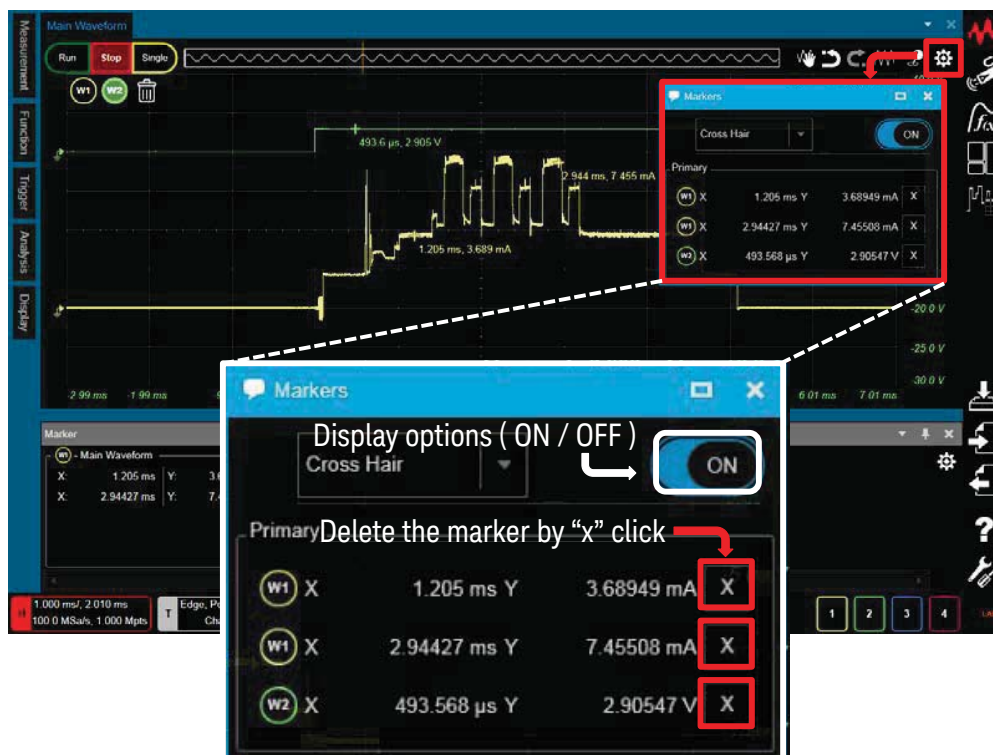 Main Waveform
Measurement
Function
Trigger
Analysis
Display
Run
Stop
Single
W1
W2
Markers
Cross Hair
ON
Primary
W1 X 1.205 ms Y 3.68949 mA X
W1 X 2.94427 ms Y 7.45508 mA X
W2 X 493.568 µs Y 2.90547 V X
493.6 µs, 2.905 V
2.944 ms, 7.455 mA
1.205 ms, 3.689 mA
-20.0 V
-25.0 V
-30.0 V
-2.99 ms
-1.99 ms
6.01 ms
7.01 ms
Markers
Display options ( ON / OFF )
Cross Hair
ON
Primary
Delete the marker by “x” click
W1 X 1.205 ms Y 3.68949 mA X
W1 X 2.94427 ms Y 7.45508 mA X
W2 X 493.568 µs Y 2.90547 V X
Marker
W1 - Main Waveform
X: 1.205 ms Y:
X: 2.94427 ms Y:
H
1.000 ms/, 2.010 ms
100.0 MSa/s, 1.000 Mpts
T
Edge,
1
2
3
4
?